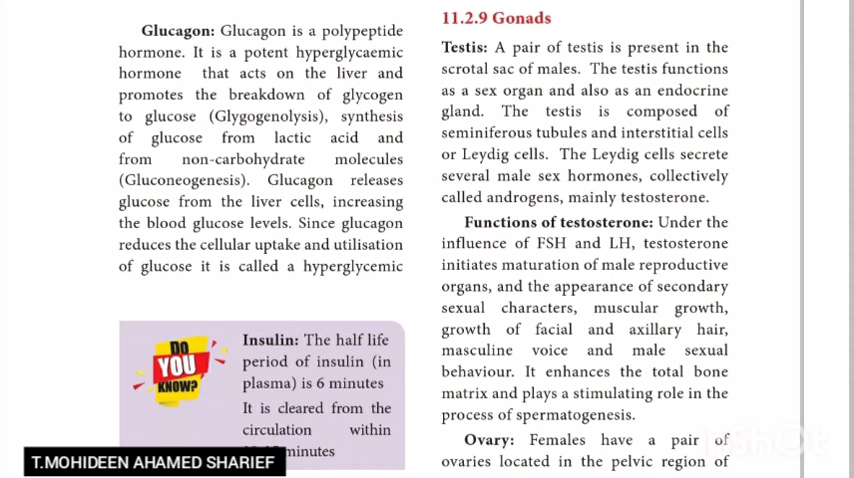 Glucagon: Glucagon is a polypeptide
hormone. It is a potent hyperglycaemic
hormone that acts on the liver and
promotes the breakdown of glycogen
to glucose (Glygogenolysis), synthesis
of glucose from lactic acid and
from non-carbohydrate molecules
(Gluconeogenesis). Glucagon releases
glucose from the liver cells, increasing
the blood glucose levels. Since glucagon
reduces the cellular uptake and utilisation
of glucose it is called a hyperglycemic
DO
YOU
KNOW?
Insulin: The half life
period of insulin (in
plasma) is 6 minutes
It is cleared from the
circulation within
minutes
T.MOHIDEEN AHAMED SHARIEF
11.2.9 Gonads
Testis: A pair of testis is present in the
scrotal sac of males. The testis functions
as a sex organ and also as an endocrine
gland. The testis is composed of
seminiferous tubules and interstitial cells
or Leydig cells. The Leydig cells secrete
several male sex hormones, collectively
called androgens, mainly testosterone.
Functions of testosterone: Under the
influence of FSH and LH, testosterone
initiates maturation of male reproductive
organs, and the appearance of secondary
sexual characters, muscular growth,
growth of facial and axillary hair,
masculine voice and male sexual
behaviour. It enhances the total bone
matrix and plays a stimulating role in the
process of spermatogenesis.
Ovary: Females have a pair of
ovaries located in the pelvic region of
InShOt